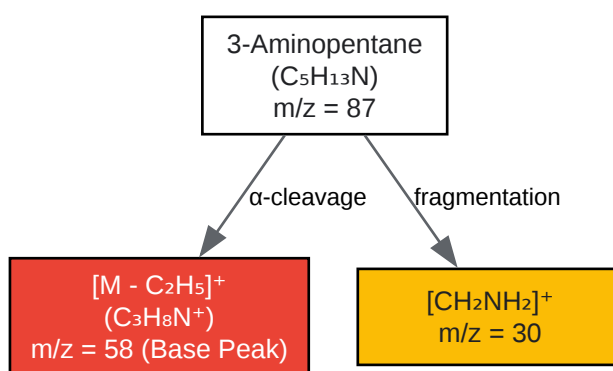 3-Aminopentane
(C₅H₁₃N)
m/z = 87
α-cleavage
fragmentation
[M - C₂H₅]⁺
(C₃H₈N⁺)
m/z = 58 (Base Peak)
[CH₂NH₂]⁺
m/z = 30